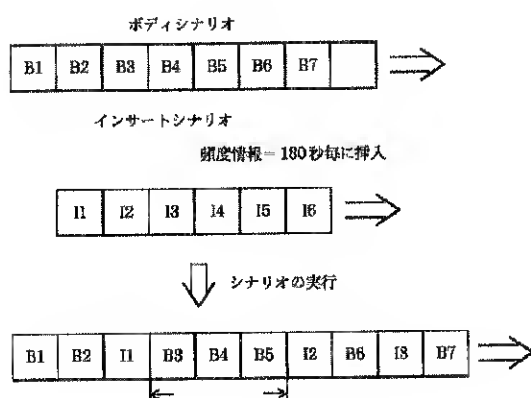 ボディシナリオ
B1 B2 B3 B4 B5 B6 B7
インサートシナリオ
頻度情報=180秒毎に挿入
I1 I2 I3 I4 I5 I6
シナリオの実行
B1 B2 I1 B3 B4 B5 I2 B6 I3 B7